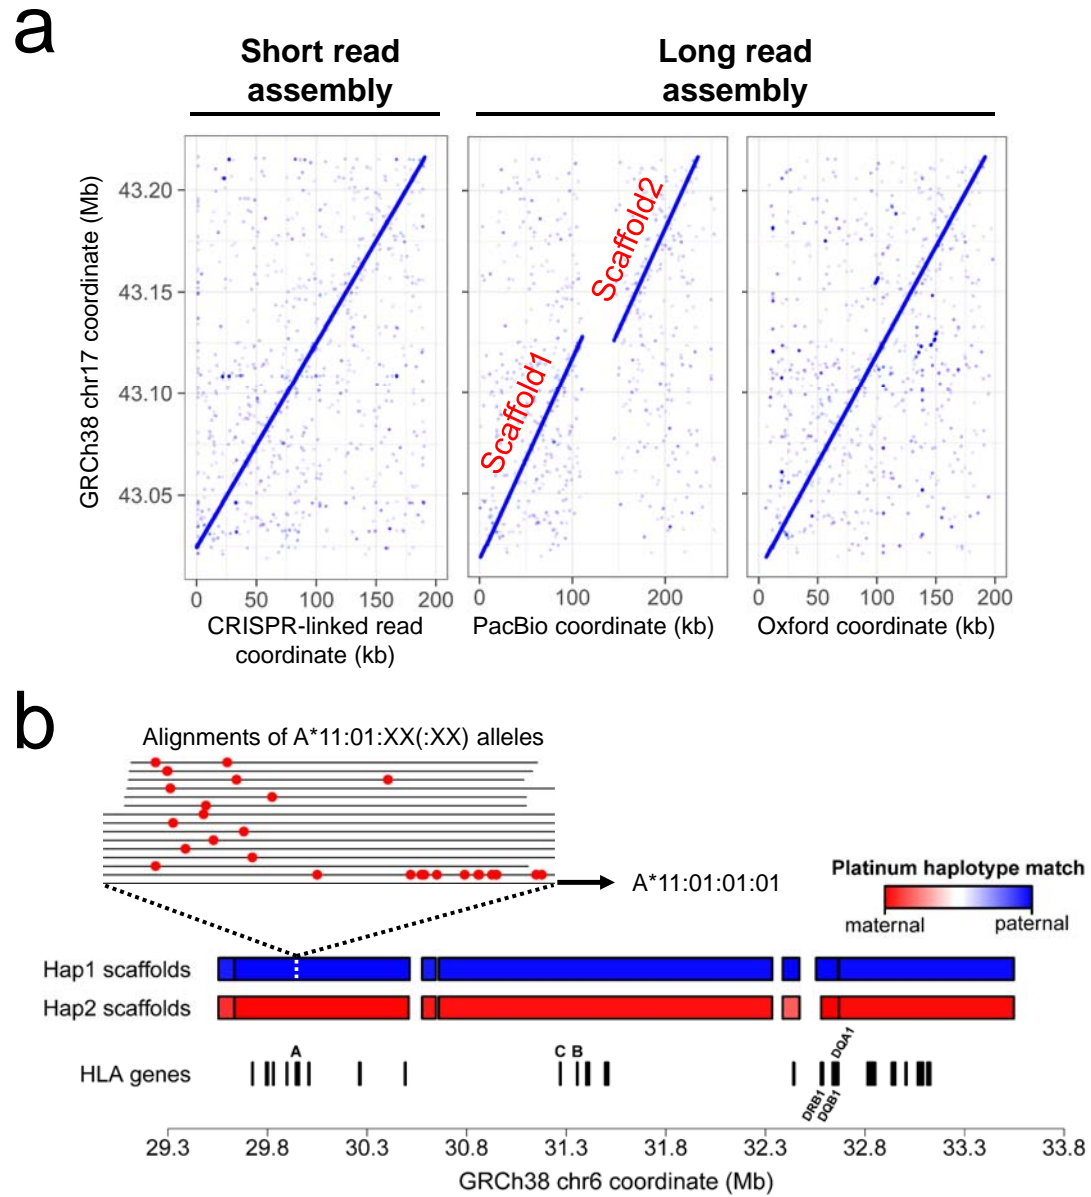 a
Short read
assembly
Long read
assembly
GRCh38 chr17 coordinate (Mb)
43.20
43.15
43.10
43.05
Scaffold1
Scaffold2
0 50 100 150 200
0 100 200
0 50 100 150 200
CRISPR-linked read
coordinate (kb)
PacBio coordinate (kb)
Oxford coordinate (kb)
b
Alignments of A*11:01:XX(:XX) alleles
A*11:01:01:01
Platinum haplotype match
maternal paternal
Hap1 scaffolds
Hap2 scaffolds
HLA genes
A
C B
DQA1
DRB1
DQB1
29.3 29.8 30.3 30.8 31.3 31.8 32.3 32.8 33.3 33.8
GRCh38 chr6 coordinate (Mb)